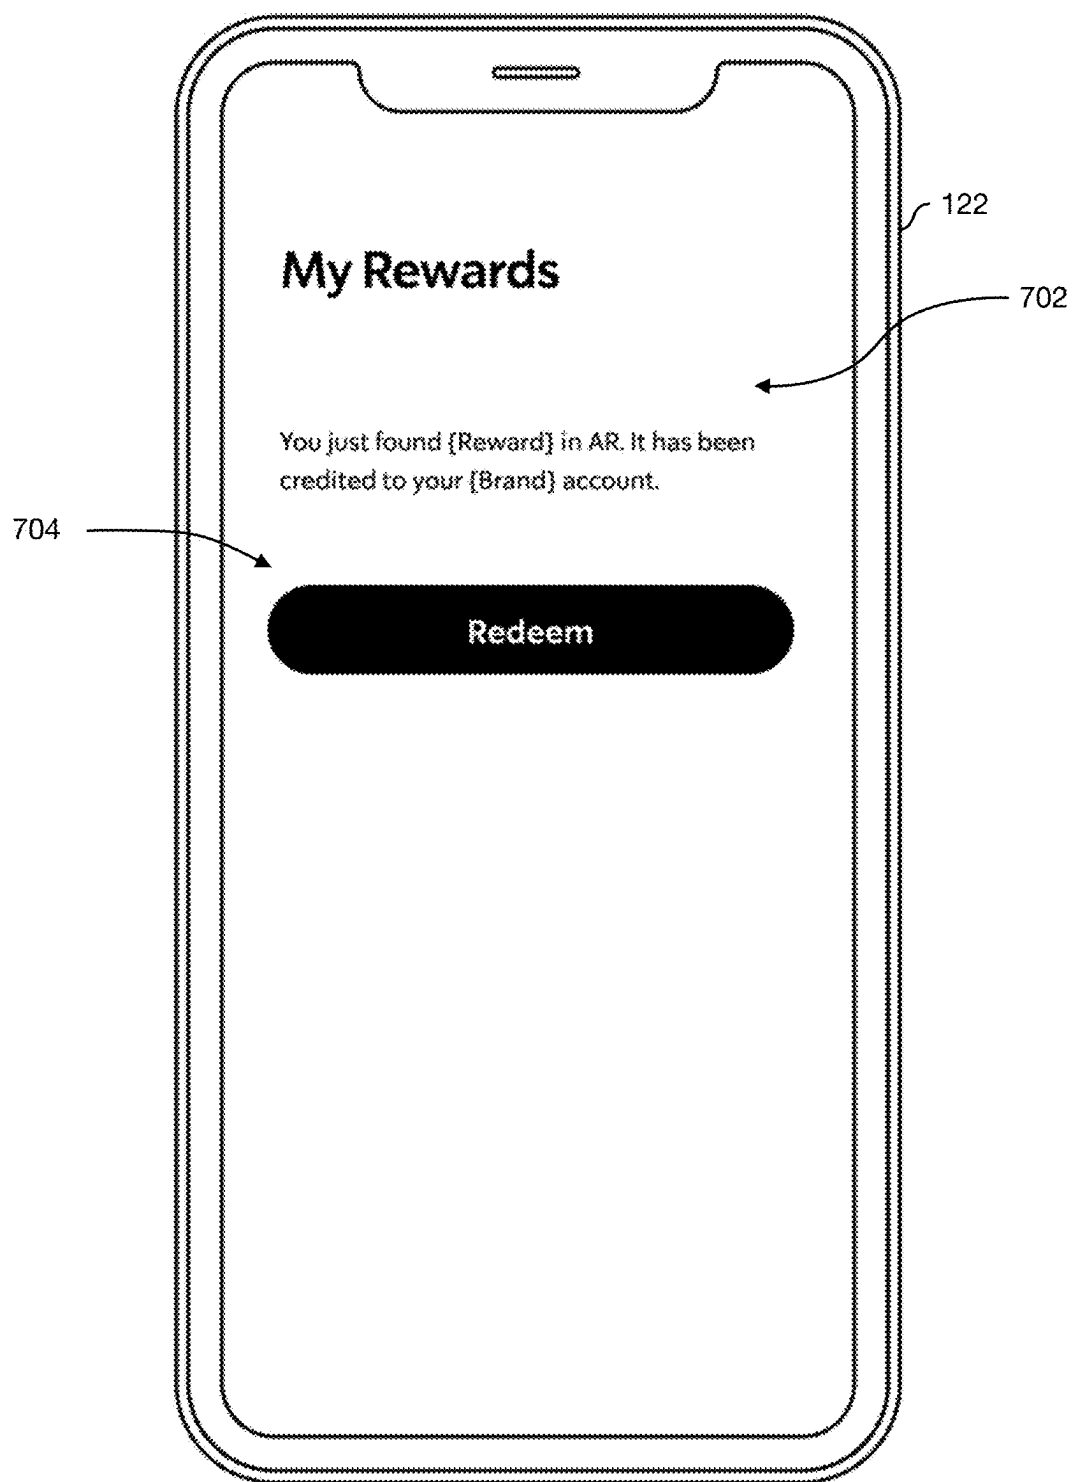 122
My Rewards
702
You just found {Reward} in AR. It has been
credited to your {Brand} account.
704
Redeem